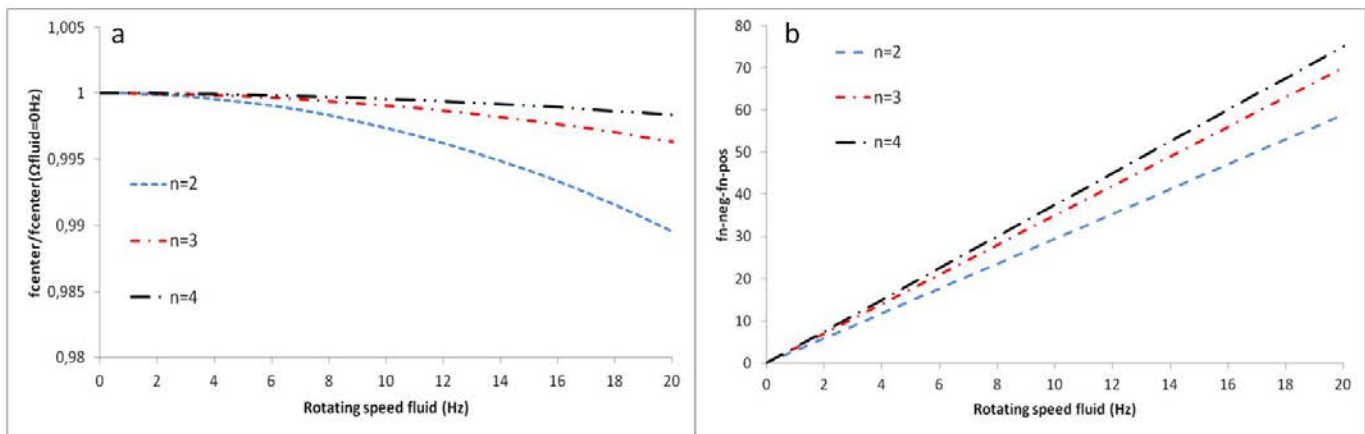 a
fcenter/fcenter(Ωfluid=0Hz)
1,005
1
0,995
0,99
0,985
0,98
n=2
n=3
n=4
0 2 4 6 8 10 12 14 16 18 20
Rotating speed fluid (Hz)
b
fn-neg-fn-pos
80
70
60
50
40
30
20
10
0
n=2
n=3
n=4
0 2 4 6 8 10 12 14 16 18 20
Rotating speed fluid (Hz)